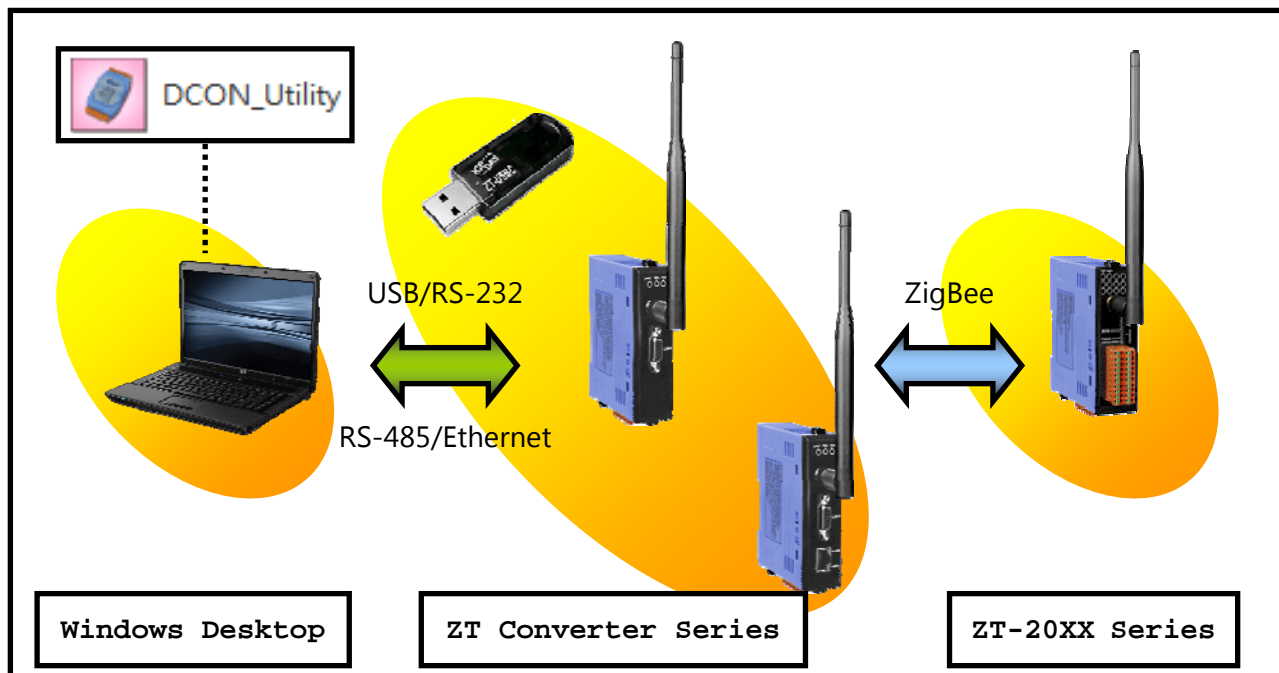 DCON_Utility
USB/RS-232
RS-485/Ethernet
ZigBee
Windows Desktop
ZT Converter Series
ZT-20XX Series